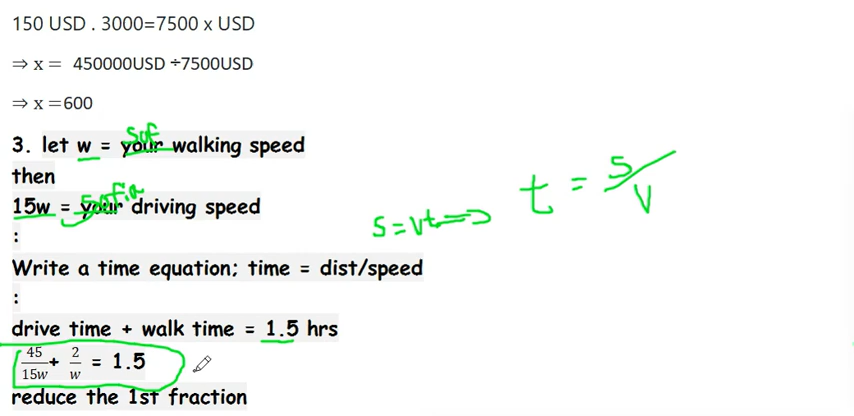 150 USD . 3000=7500 x USD
⇒ x = 450000USD ÷7500USD
⇒ x =600
3. let w = your walking speed
Sof
then
15w = your driving speed
Sofia
s=vt⇒ t = s/v
:
Write a time equation; time = dist/speed
:
drive time + walk time = 1.5 hrs
45/15w + 2/w = 1.5
reduce the 1st fraction